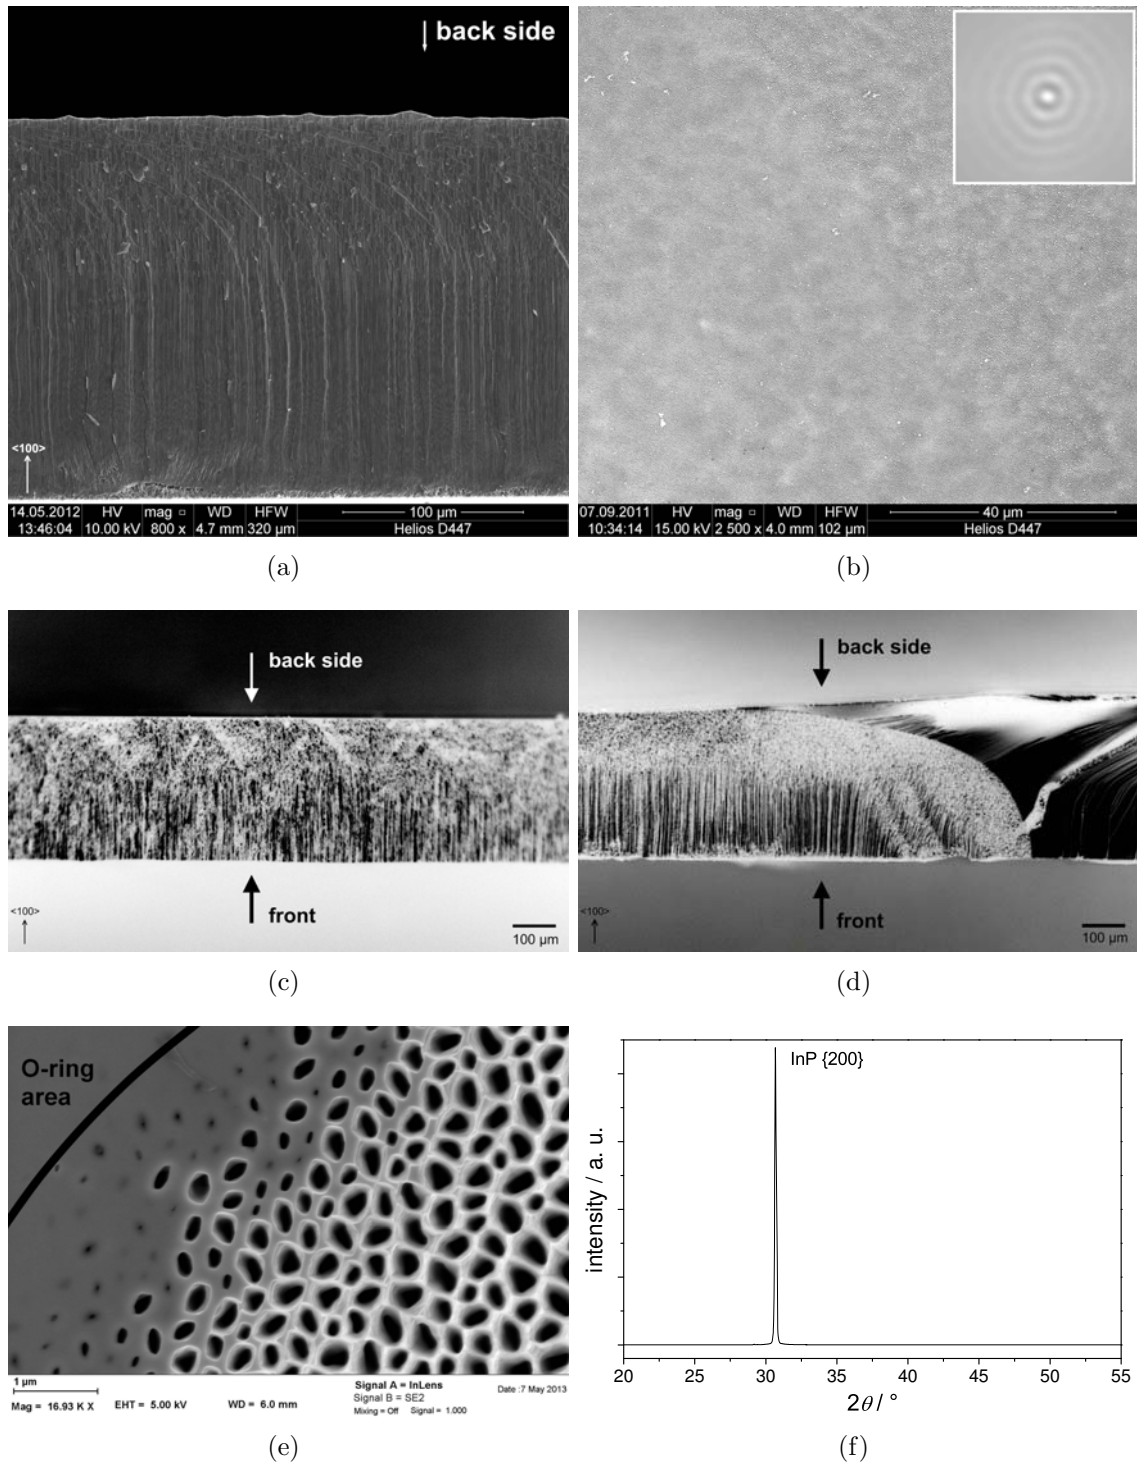 back side
<100>
14.05.2012 HV mag □ WD HFW 100 µm
13:46:04 10.00 kV 800 x 4.7 mm 320 µm Helios D447
(a)
07.09.2011 HV mag □ WD HFW 40 µm
10:34:14 15.00 kV 2 500 x 4.0 mm 102 µm Helios D447
(b)
back side
front
<100>
100 µm
(c)
back side
front
<100>
100 µm
(d)
O-ring
area
1 µm
Mag = 16.93 K X EHT = 5.00 kV WD = 6.0 mm
Signal A = InLens
Signal B = SE2
Mixing = Off Signal = 1.000
Date :7 May 2013
(e)
InP {200}
intensity / a. u.
20 25 30 35 40 45 50 55
2θ / °
(f)